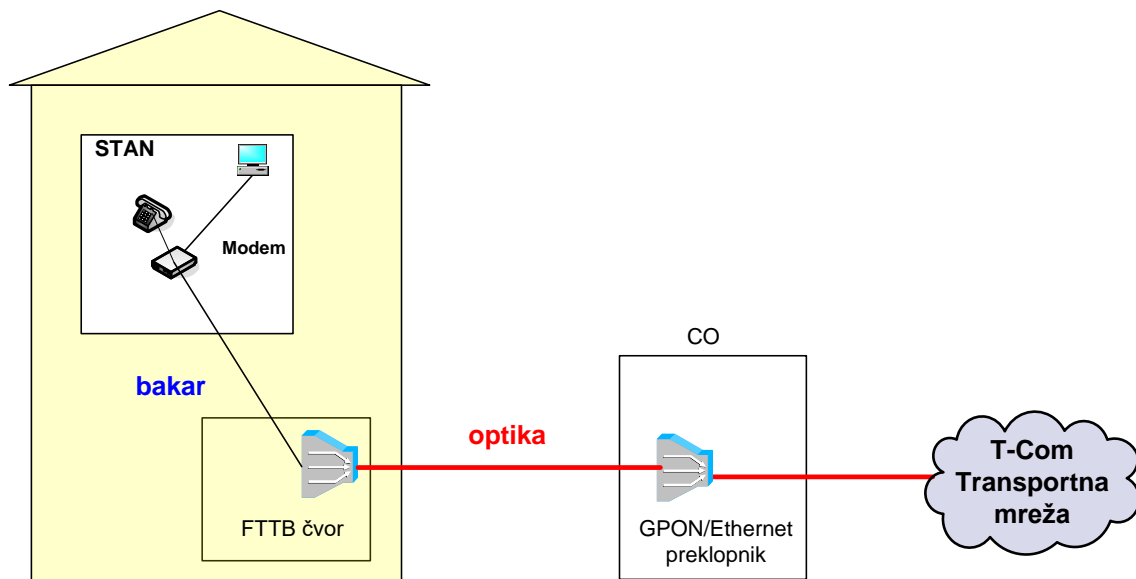 STAN
Modem
bakar
FTTB čvor
optika
CO
GPON/Ethernet
preklopnik
T-Com
Transportna
mreža